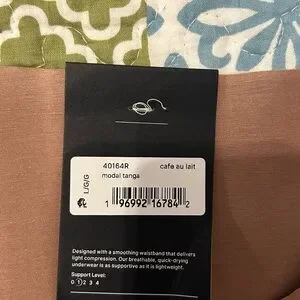 40164R cafe au lait
modal tanga
L/G/G
1 96992 16784 2
Designed with a smoothing waistband that delivers
light compression. Our breathable, quick-drying
underwear is as supportive as it is lightweight.
Support Level:
0 1 2 3 4